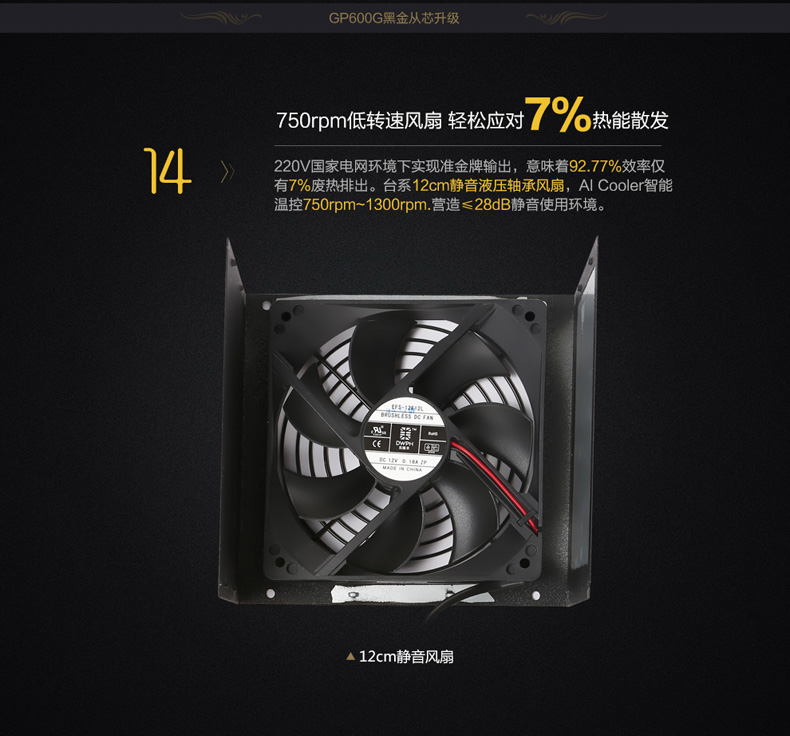 GP600G黑金从芯升级
750rpm低转速风扇 轻松应对7%热能散发
14
220V国家电网环境下实现准金牌输出，意味着92.77%效率仅
有7%废热排出。台系12cm静音液压轴承风扇，AI Cooler智能
温控750rpm~1300rpm.营造≤28dB静音使用环境。
BRUSHLESS DC FAN
RoHS
CE
DWPH
DC 12V 0.18A ZP
MADE IN CHINA
▲12cm静音风扇